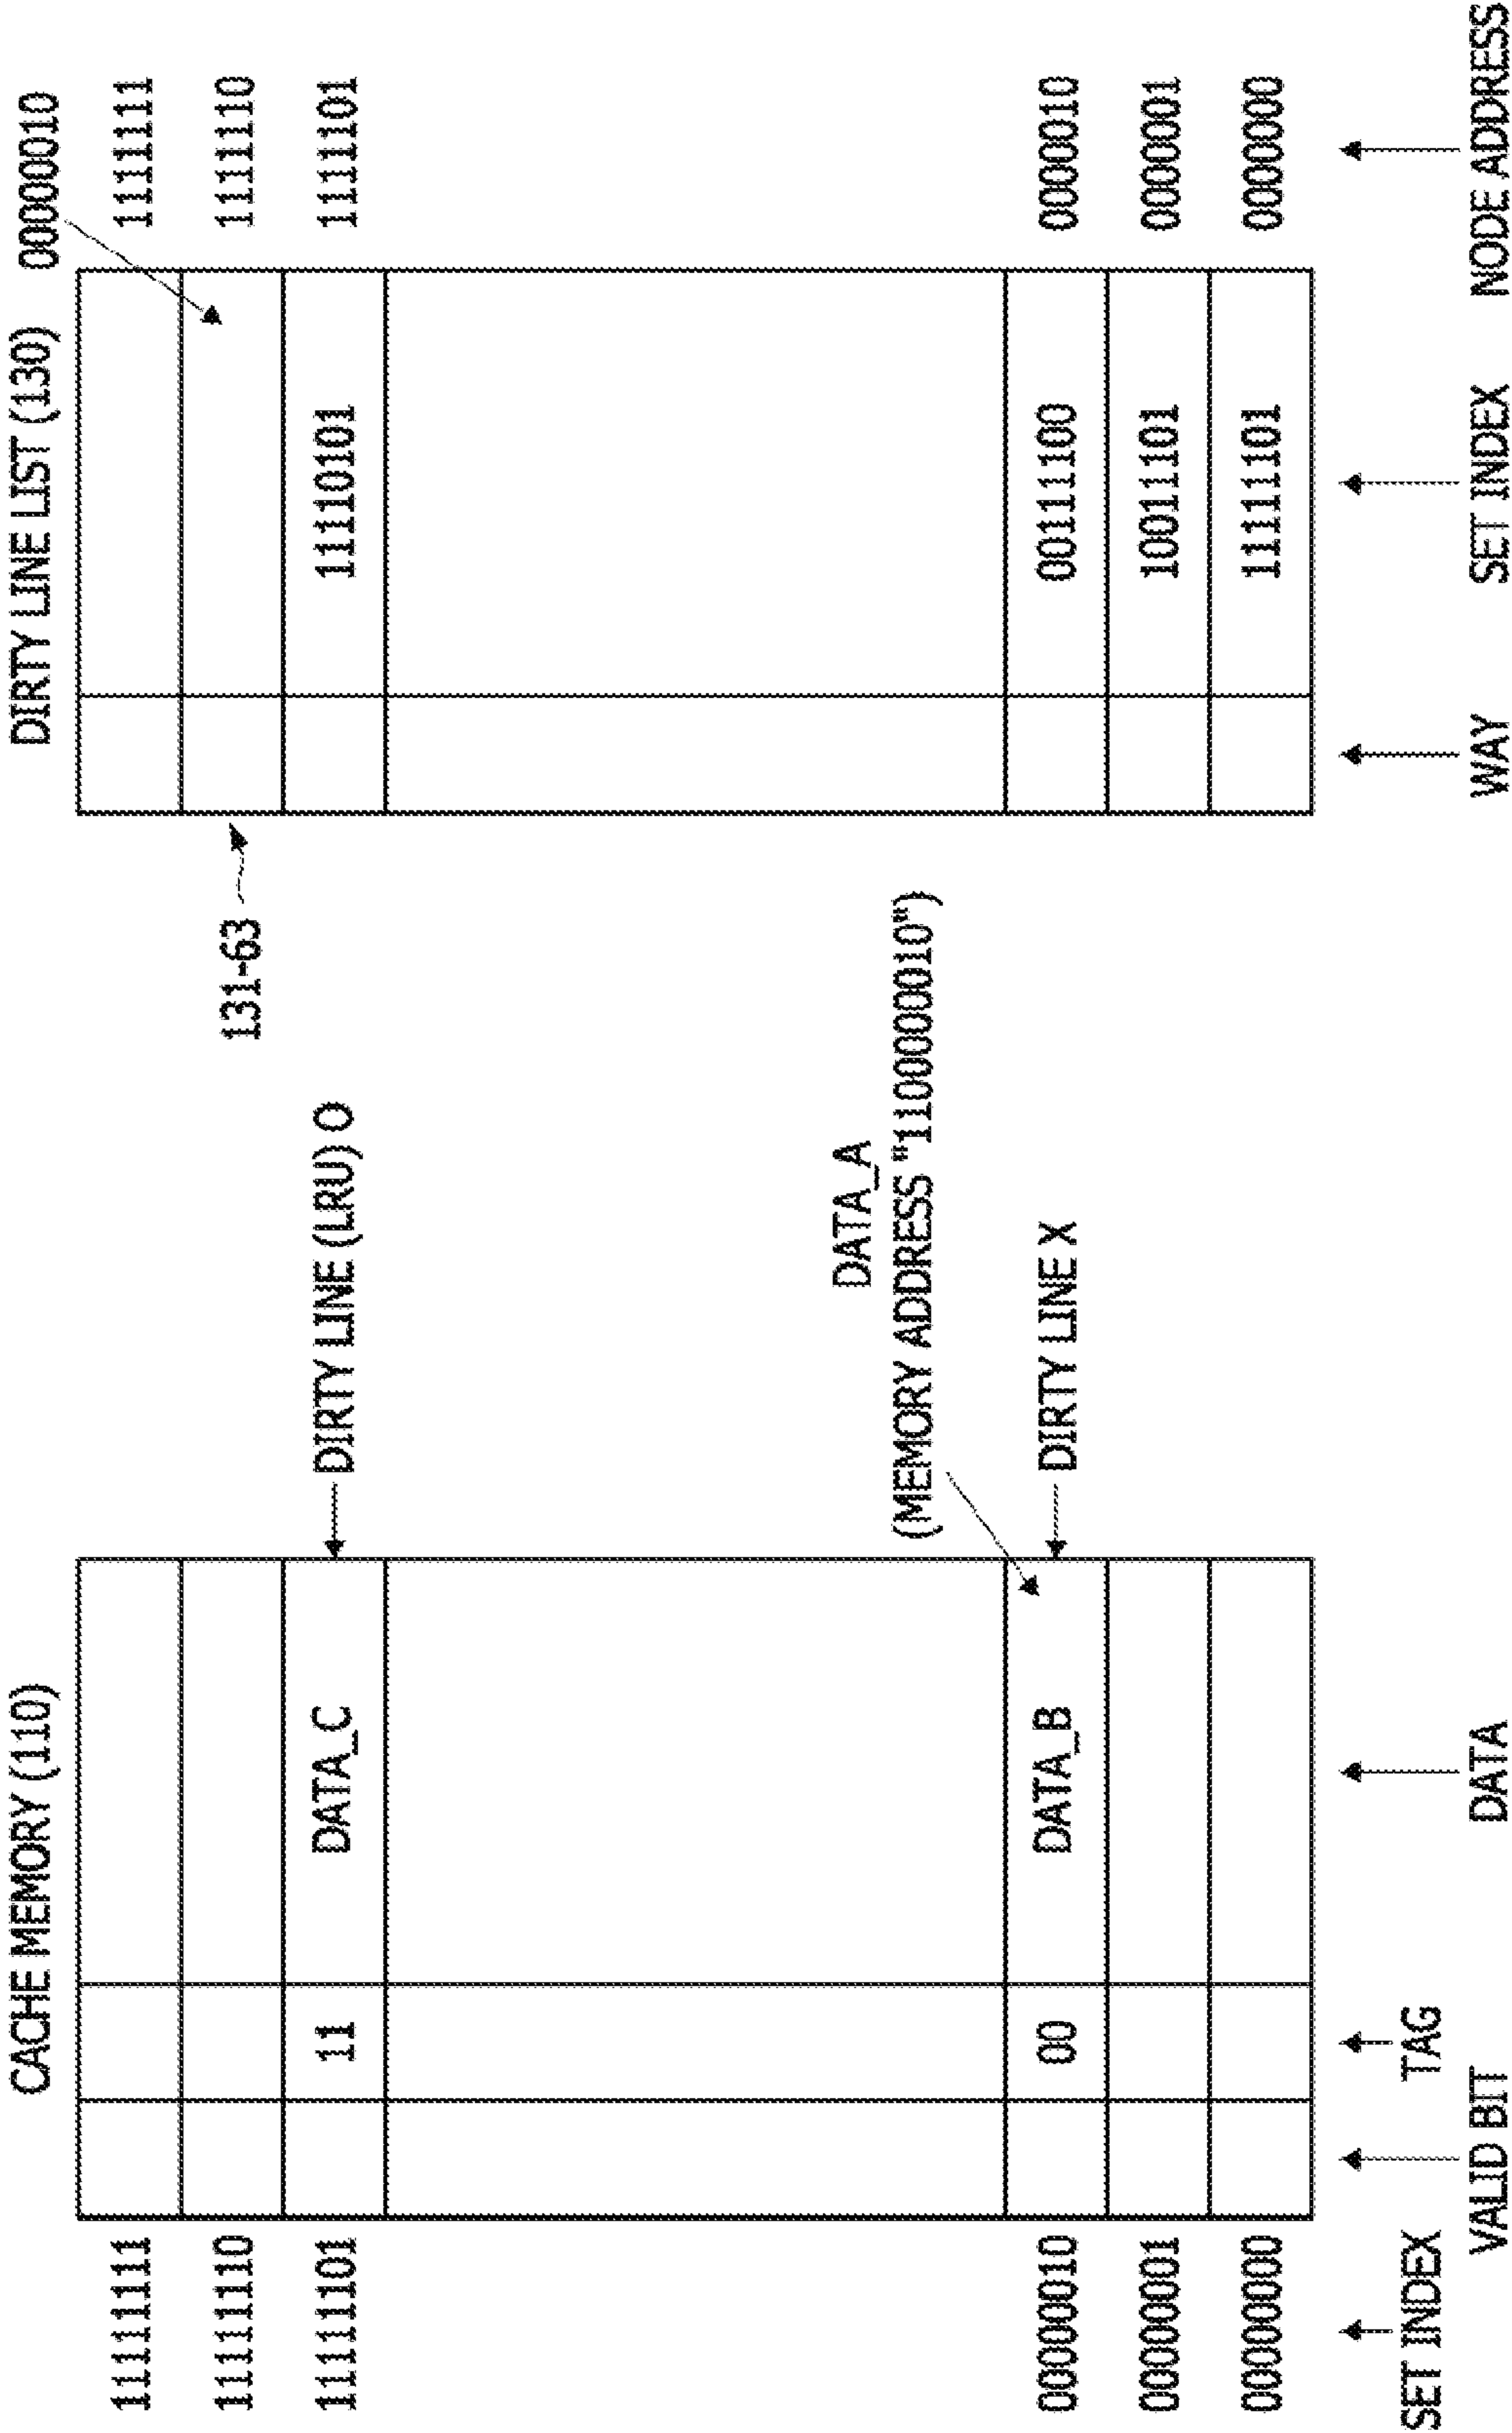 CACHE MEMORY (110)
DIRTY LINE LIST (130)
0000010
11111111
1111111
11111110
131-63
1111110
11111101
11
DATA_C
DIRTY LINE (LRU) O
11110101
1111101
DATA_A
(MEMORY ADDRESS "1100000010")
00000010
00
DATA_B
DIRTY LINE X
00111100
0000010
00000001
10011101
0000001
00000000
11111101
0000000
SET INDEX
VALID BIT
TAG
DATA
WAY
SET INDEX
NODE ADDRESS